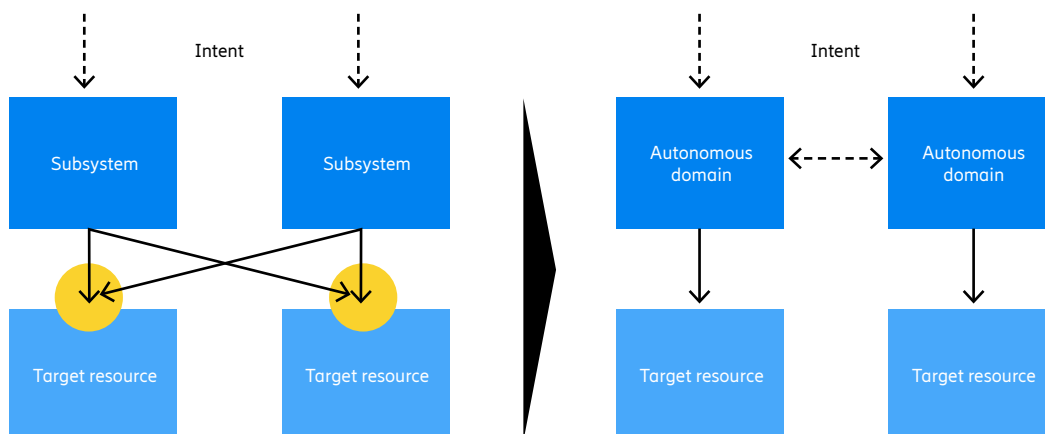 Intent
Intent
Subsystem
Subsystem
Autonomous
domain
Autonomous
domain
Target resource
Target resource
Target resource
Target resource